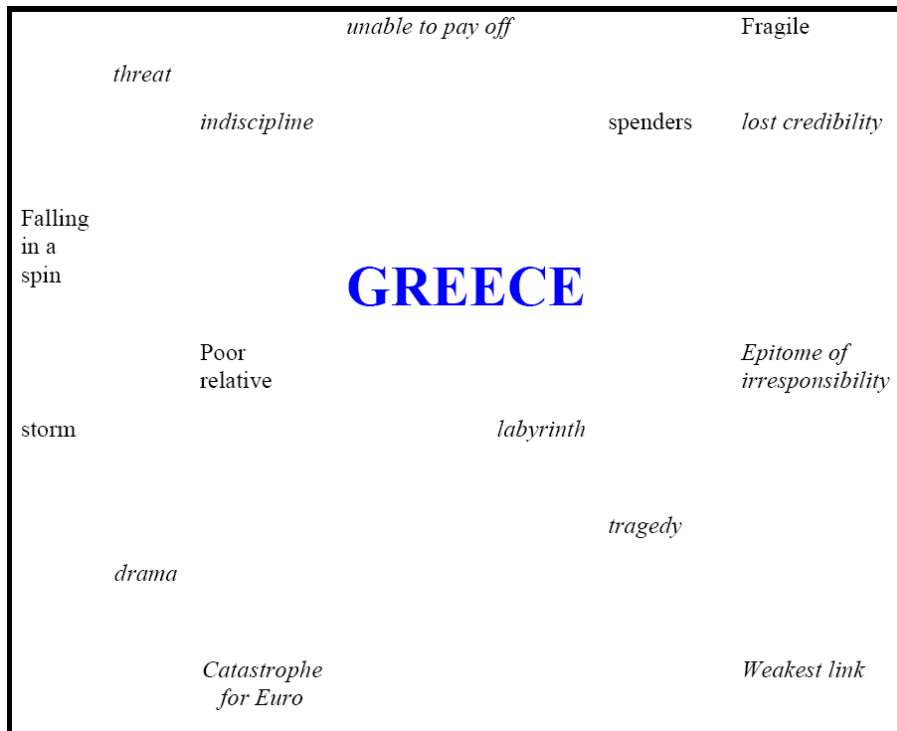 unable to pay off Fragile
threat
indiscipline spenders lost credibility
Falling
in a
spin
GREECE
Poor
relative
Epitome of
irresponsibility
storm labyrinth
tragedy
drama
Catastrophe
for Euro
Weakest link